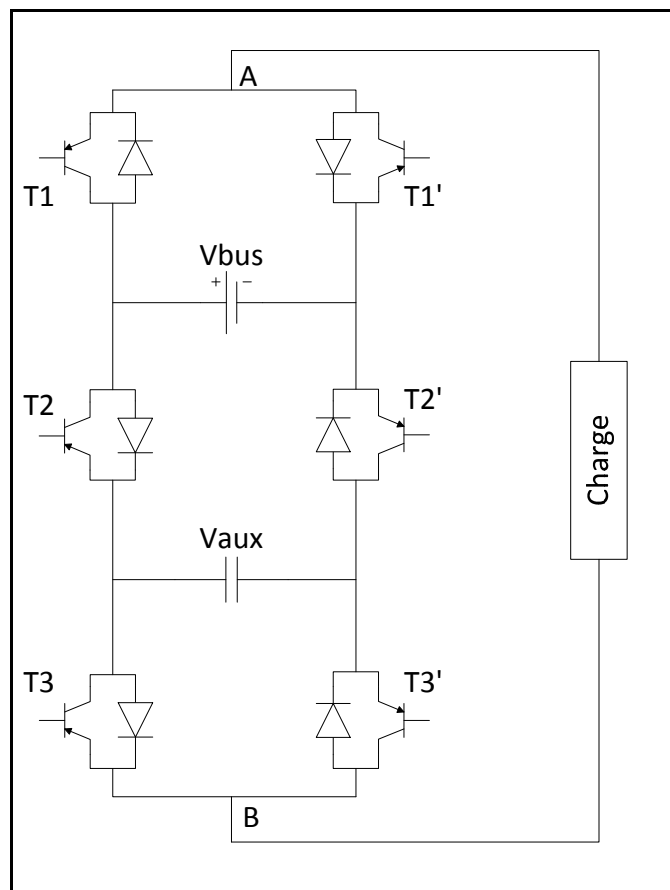 A
T1
T1'
Vbus
+ −
T2
T2'
Charge
Vaux
T3
T3'
B